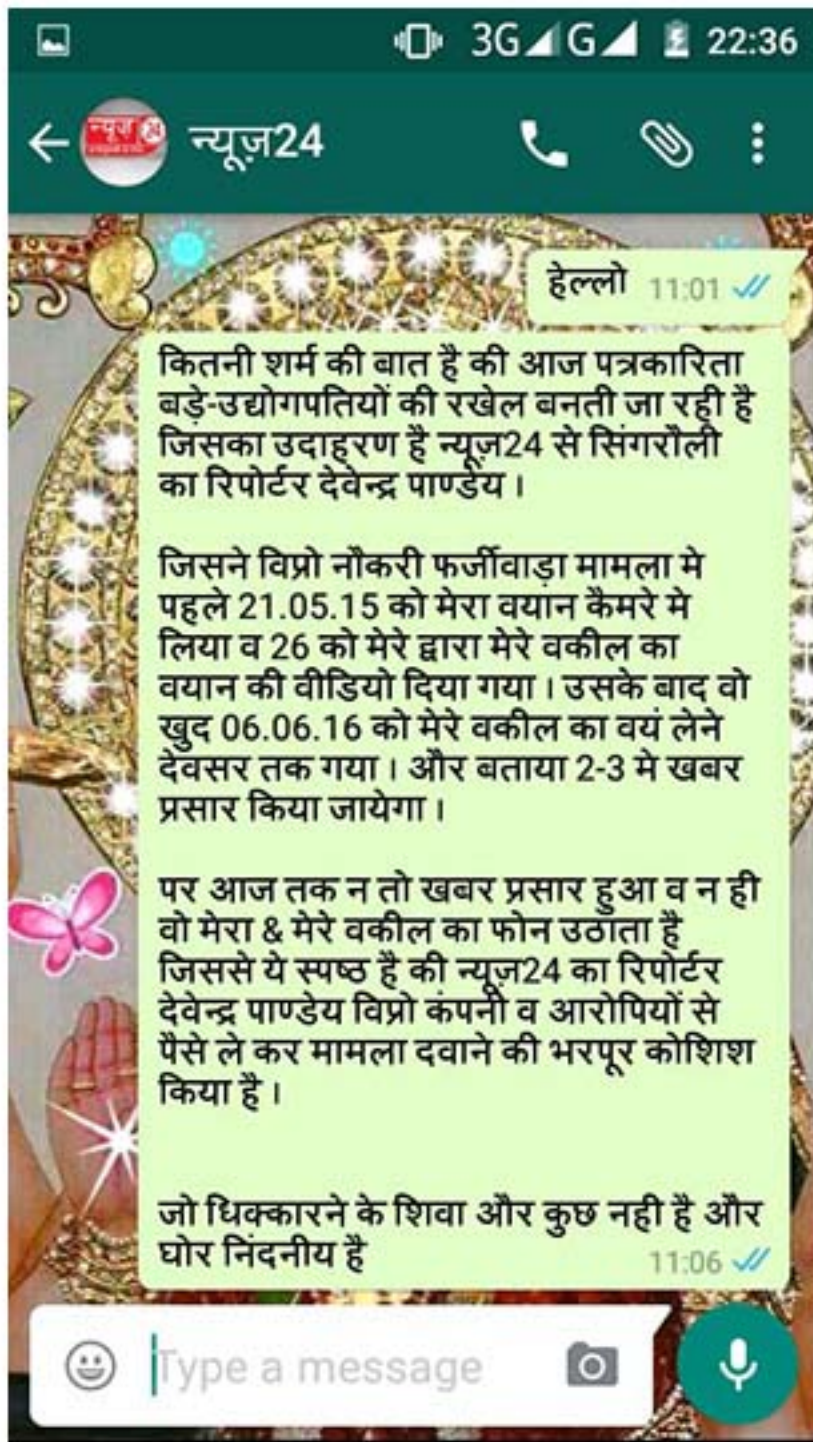 3G G 22:36
न्यूज़24
हेल्लो 11:01
कितनी शर्म की बात है की आज पत्रकारिता
बड़े-उद्योगपतियों की रखेल बनती जा रही है
जिसका उदाहरण है न्यूज़24 से सिंगरौली
का रिपोर्टर देवेन्द्र पाण्डेय ।
जिसने विप्रो नौकरी फर्जीवाड़ा मामला मे
पहले 21.05.15 को मेरा वयान कैमरे मे
लिया व 26 को मेरे द्वारा मेरे वकील का
वयान की वीडियो दिया गया । उसके बाद वो
खुद 06.06.16 को मेरे वकील का वयं लेने
देवसर तक गया । और बताया 2-3 मे खबर
प्रसार किया जायेगा ।
पर आज तक न तो खबर प्रसार हुआ व न ही
वो मेरा & मेरे वकील का फोन उठाता है
जिससे ये स्पष्ठ है की न्यूज़24 का रिपोर्टर
देवेन्द्र पाण्डेय विप्रो कंपनी व आरोपियों से
पैसे ले कर मामला दवाने की भरपूर कोशिश
किया है ।
जो धिक्कारने के शिवा और कुछ नही है और
घोर निंदनीय है
11:06
Type a message